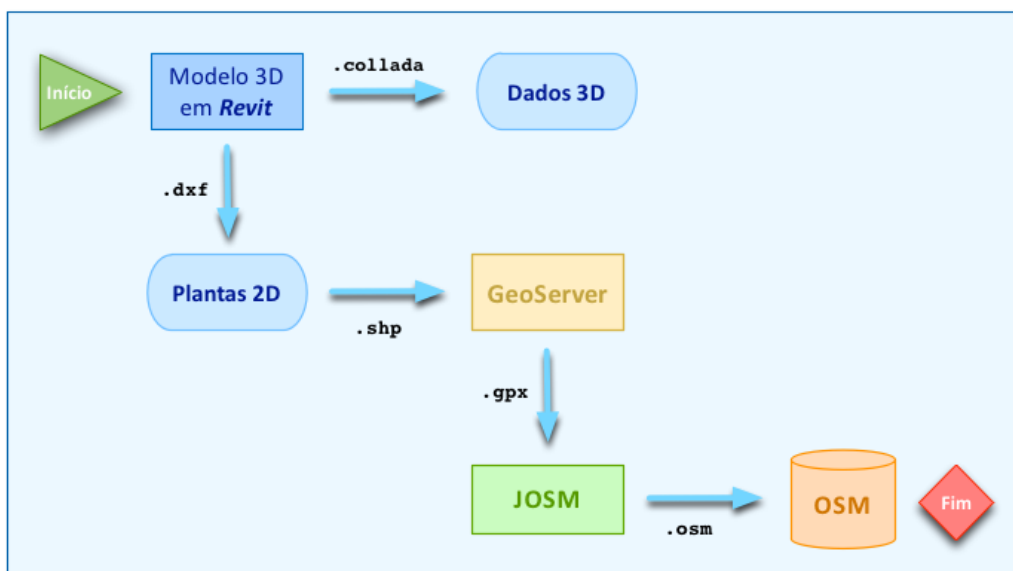 Início
Modelo 3D
em Revit
.collada
Dados 3D
.dxf
Plantas 2D
.shp
GeoServer
.gpx
JOSM
.osm
OSM
Fim